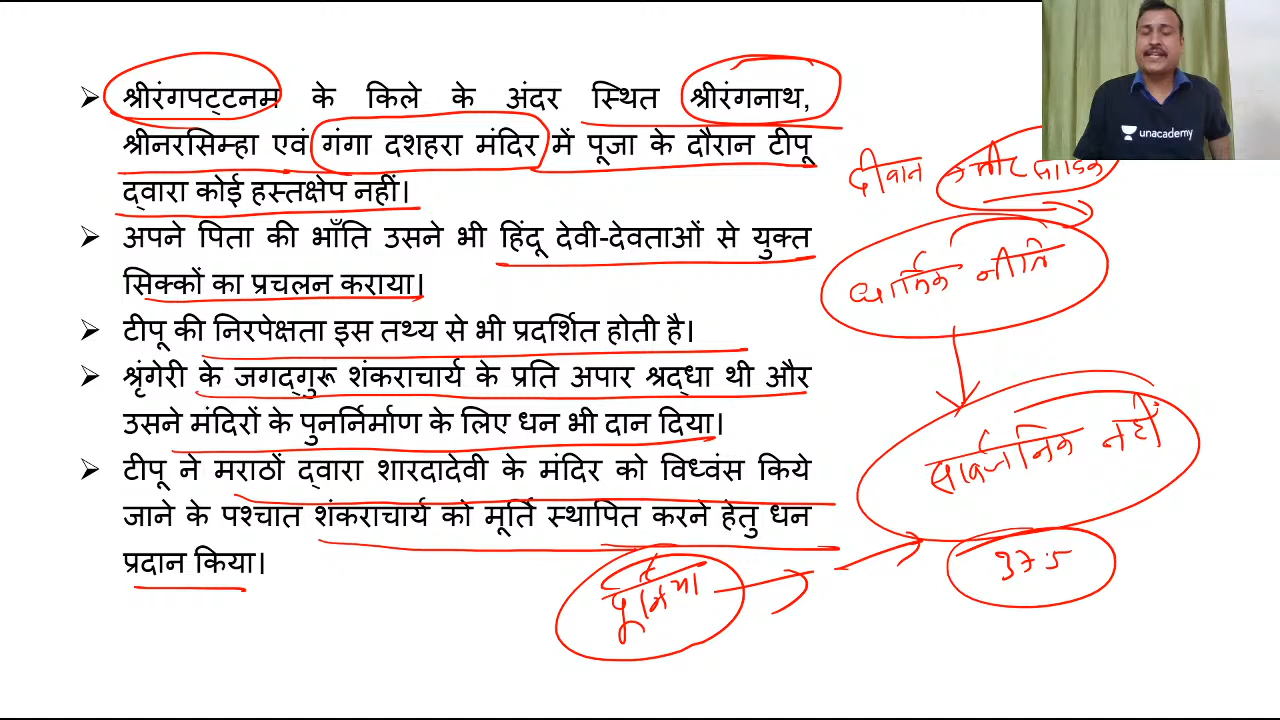 श्रीरंगपट्टनम के किले के अंदर स्थित श्रीरंगनाथ,
श्रीनरसिम्हा एवं गंगा दशहरा मंदिर में पूजा के दौरान टीपू
द्वारा कोई हस्तक्षेप नहीं।
अपने पिता की भाँति उसने भी हिंदू देवी-देवताओं से युक्त
सिक्कों का प्रचलन कराया।
टीपू की निरपेक्षता इस तथ्य से भी प्रदर्शित होती है।
श्रृंगेरी के जगद्गुरू शंकराचार्य के प्रति अपार श्रद्धा थी और
उसने मंदिरों के पुनर्निर्माण के लिए धन भी दान दिया।
टीपू ने मराठों द्वारा शारदादेवी के मंदिर को विध्वंस किये
जाने के पश्चात शंकराचार्य को मूर्ति स्थापित करने हेतु धन
प्रदान किया।
unacademy
दीवान मीर सादिक
धार्मिक नीति
सार्वजनिक नहीं
पूर्निया